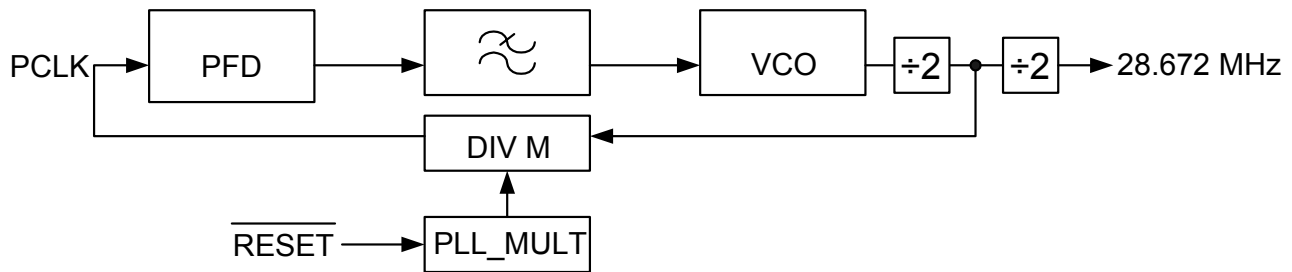 PCLK
PFD
VCO
÷2
÷2
28.672 MHz
DIV M
RESET
PLL_MULT